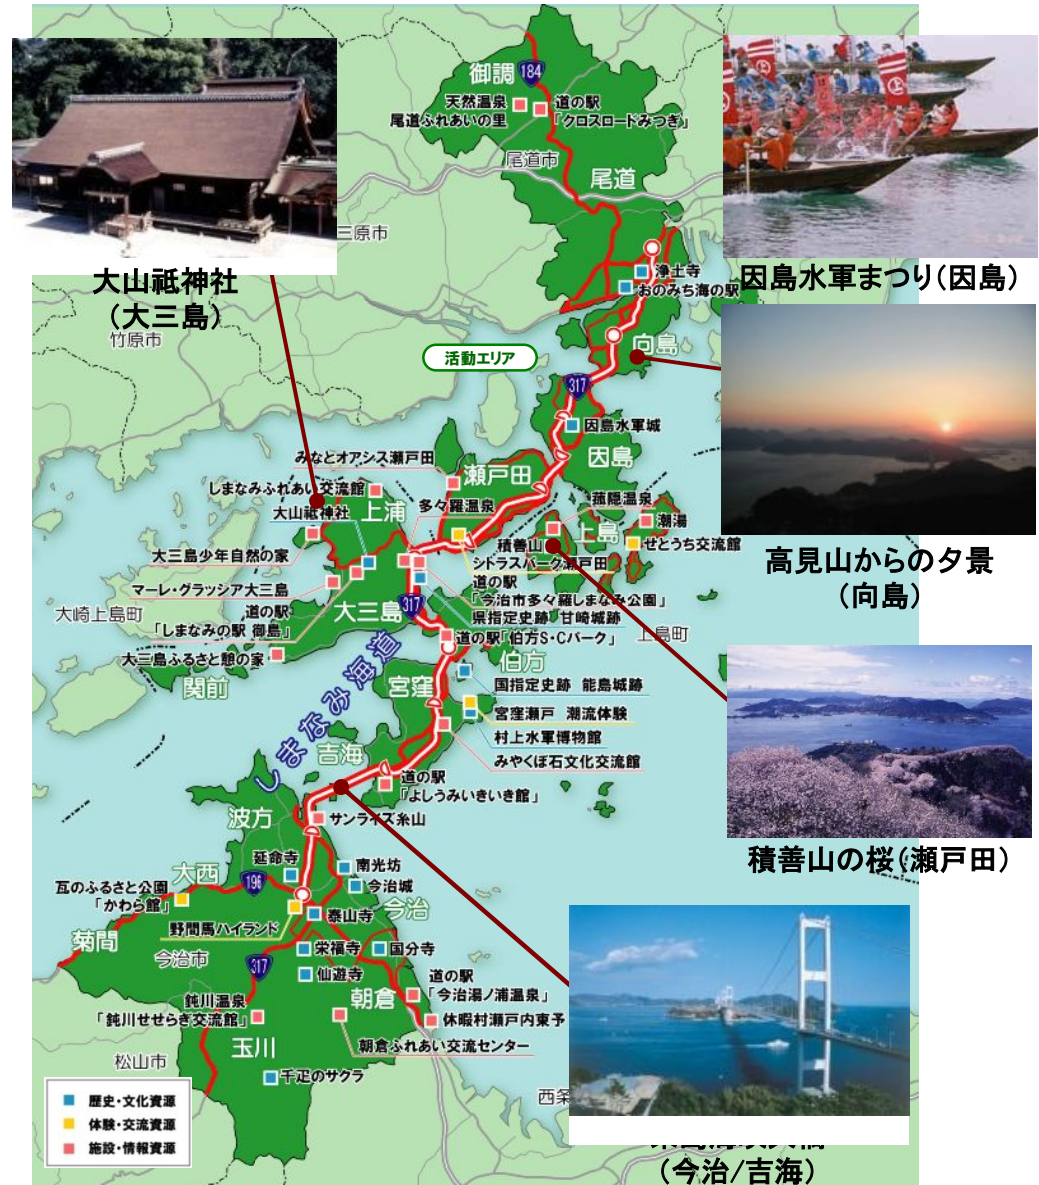 御調
184
天然温泉
尾道ふれあいの里
道の駅
「クロスロードみつぎ」
尾道市
尾道
三原市
大山祗神社
（大三島）
浄土寺
おのみち海の駅
因島水軍まつり（因島）
竹原市
活動エリア
向島
317
因島水軍城
因島
みなとオアシス瀬戸田
瀬戸田
しまなみふれあい交流館
上浦
多々羅温泉
大山祗神社
菰隠温泉
上島
潮湯
積善山
せとうち交流館
大三島少年自然の家
シトラスパーク瀬戸田
高見山からの夕景
（向島）
マーレ・グラッシア大三島
道の駅
「今治市多々羅しまなみ公園」
大崎上島町
道の駅
「しまなみの駅 御島」
大三島
317
県指定史跡 甘崎城跡
上島町
道の駅「伯方S・Cパーク」
大三島ふるさと憩の家
伯方
関前
しまなみ海道
宮窪
国指定史跡 能島城跡
宮窪瀬戸 潮流体験
村上水軍博物館
みやくぼ石文化交流館
吉海
道の駅
「よしうみいきいき館」
波方
サンライズ糸山
積善山の桜（瀬戸田）
延命寺
南光坊
大西
196
今治城
瓦のふるさと公園
「かわら館」
今治
泰山寺
野間馬ハイランド
菊間
今治市
栄福寺
国分寺
317
仙遊寺
道の駅
「今治湯ノ浦温泉」
朝倉
鈍川温泉
「鈍川せせらぎ交流館」
休暇村瀬戸内東予
朝倉ふれあい交流センター
玉川
松山市
千疋のサクラ
西条
歴史・文化資源
体験・交流資源
施設・情報資源
（今治/吉海）